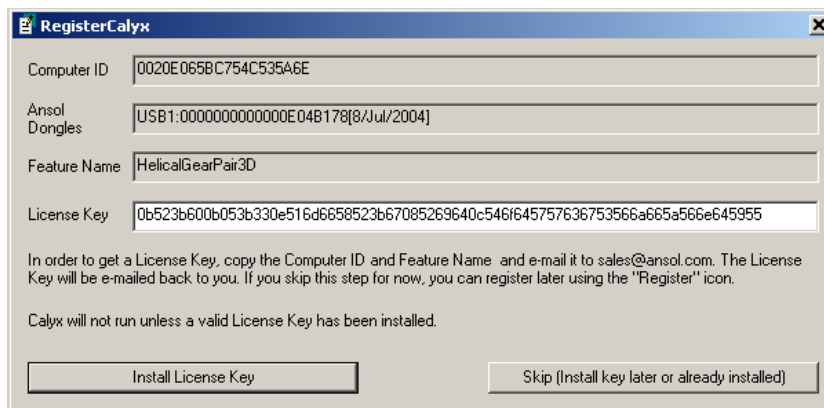 RegisterCalyx
Computer ID 0020E065BC754C535A6E
Ansol
Dongles
USB1:0000000000000E04B178[8/Jul/2004]
Feature Name HelicalGearPair3D
License Key 0b523b600b053b330e516d6658523b67085269640c546f645757636753566a665a566e645955
In order to get a License Key, copy the Computer ID and Feature Name and e-mail it to sales@ansol.com. The License
Key will be e-mailed back to you. If you skip this step for now, you can register later using the "Register" icon.
Calyx will not run unless a valid License Key has been installed.
Install License Key
Skip (Install key later or already installed)